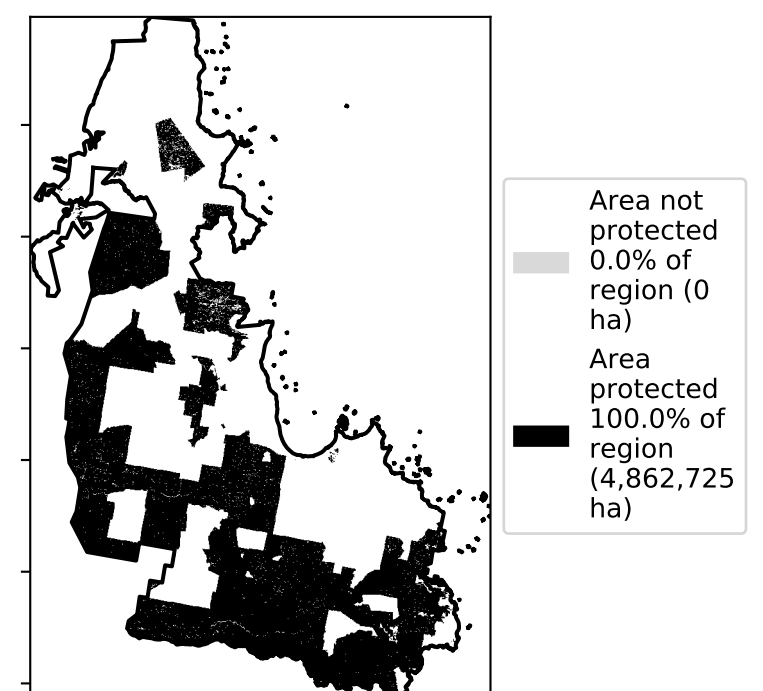 Area not
protected
0.0% of
region (0
ha)
Area
protected
100.0% of
region
(4,862,725
ha)